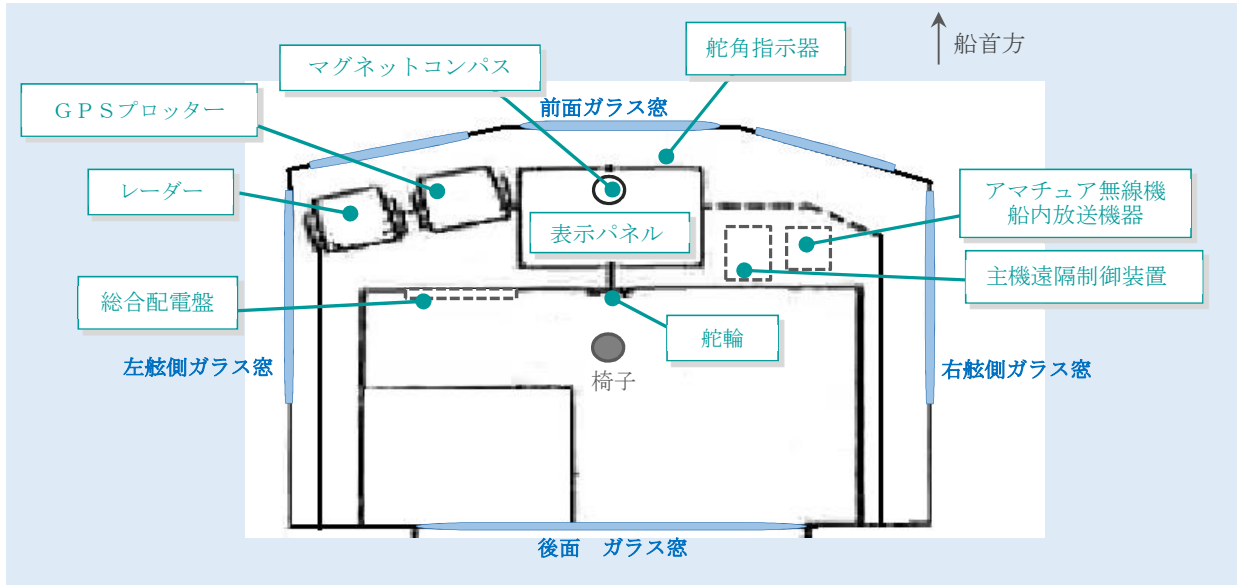 舵角指示器
船首方
マグネットコンパス
GPSプロッター
前面ガラス窓
レーダー
アマチュア無線機
船内放送機器
表示パネル
主機遠隔制御装置
総合配電盤
舵輪
左舷側ガラス窓
右舷側ガラス窓
椅子
後面　ガラス窓